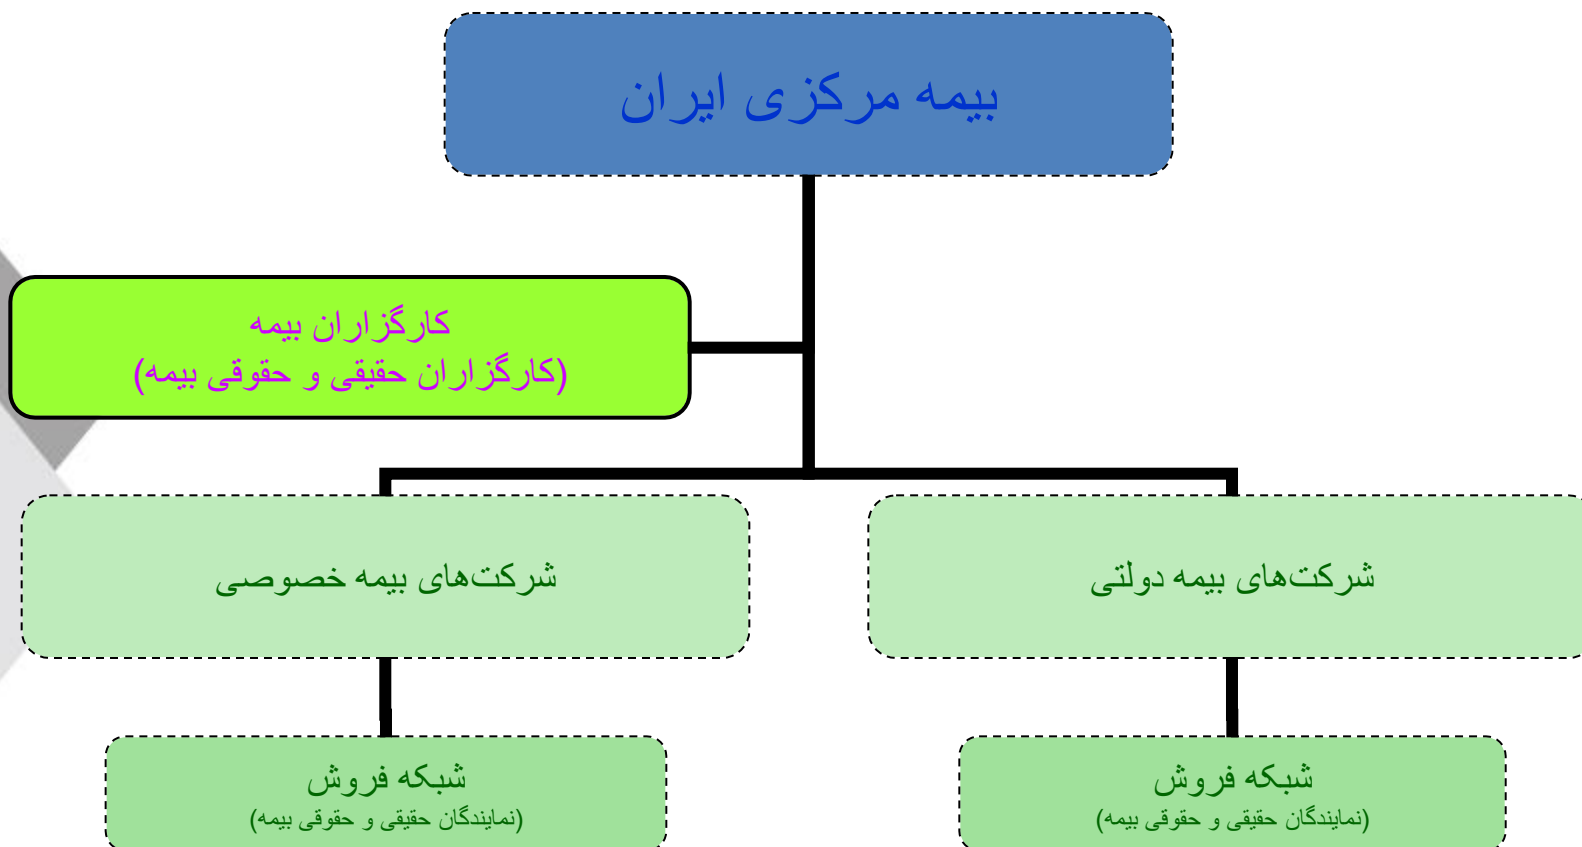 بیمه مرکزی ایران
کارگزاران بیمه
(کارگزاران حقیقی و حقوقی بیمه)
شرکت‌های بیمه دولتی
شرکت‌های بیمه خصوصی
شبکه فروش
(نمایندگان حقیقی و حقوقی بیمه)
شبکه فروش
(نمایندگان حقیقی و حقوقی بیمه)